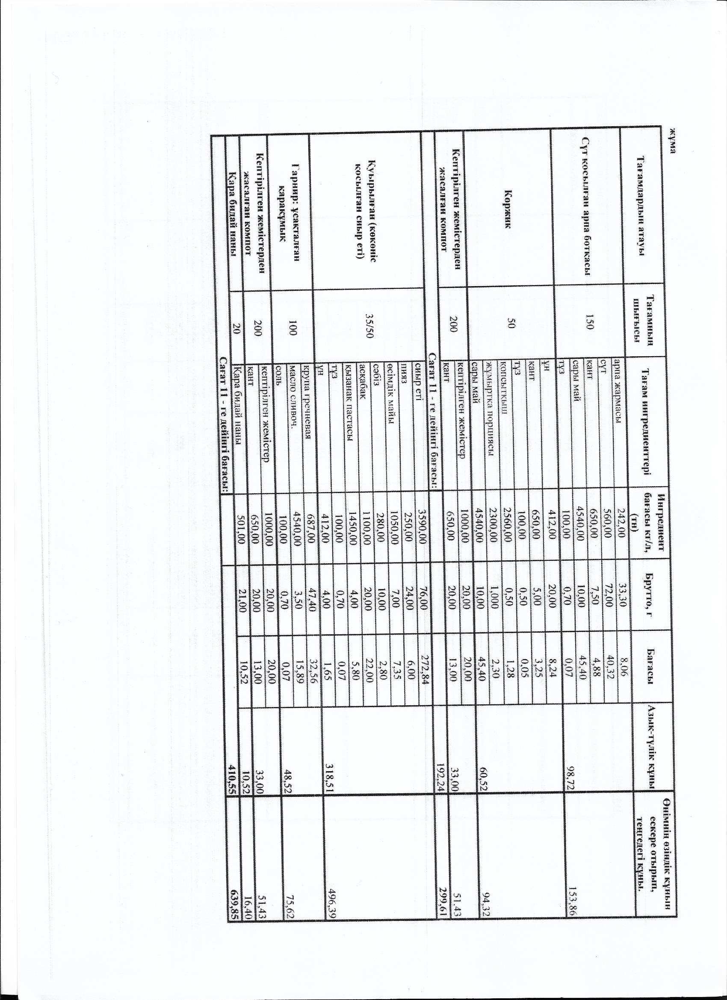 жұма
Тағамдардың атауы Тағамның шығысы Тағам ингредиенттері Ингредиент бағасы кг/л, (тн) Брутто, г Бағасы Азық-түлік құны Өнімнің өзіндік құнын ескере отырып, теңгедегі құны.
Сүт қосылған арпа ботқасы 150 арпа жармасы 242,00 33,30 8,06
сүт 560,00 72,00 40,32
қант 650,00 7,50 4,88
сары май 4540,00 10,00 45,40
тұз 100,00 0,70 0,07 98,72 153,86
Коржик 50 ұн 412,00 20,00 8,24
қант 650,00 5,00 3,25
тұз 100,00 0,50 0,05
қопсытқыш 2560,00 0,50 1,28
жұмыртка порциясы 2300,00 1,000 2,30
сары май 4540,00 10,00 45,40 60,52 94,32
Кептірілген жемістерден жасалған компот 200 кептірілген жемістер 1000,00 20,00 20,00
қант 650,00 20,00 13,00 33,00 51.43
Сағат 11 - ге дейінгі бағасы: 192,24 299,61
Қуырылған (көкөніс қосылған сиыр еті) 35/50 сиыр еті 3590,00 76,00 272,84
пияз 250,00 24,00 6,00
өсімдік майы 1050,00 7,00 7,35
сәбіз 280,00 10,00 2,80
асқабақ 1100,00 20,00 22,00
қызанақ пастасы 1450,00 4,00 5,80
тұз 100,00 0,70 0,07
ұн 412,00 4,00 1,65 318,51 496,39
Гарнир: ұсақталған қарақұмық 100 крупа гречневая 687,00 47,40 32,56
масло сливоч. 4540,00 3,50 15,89
соль 100,00 0,70 0,07 48,52 75,62
Кептірілген жемістерден жасалған компот 200 кептірілген жемістер 1000,00 20,00 20,00
қант 650,00 20,00 13,00 33,00 51,43
Қара бидай наны 20 Қара бидай наны 501,00 21,00 10,52 10,52 16,40
Сағат 11 - ге дейінгі бағасы: 410,55 639,85